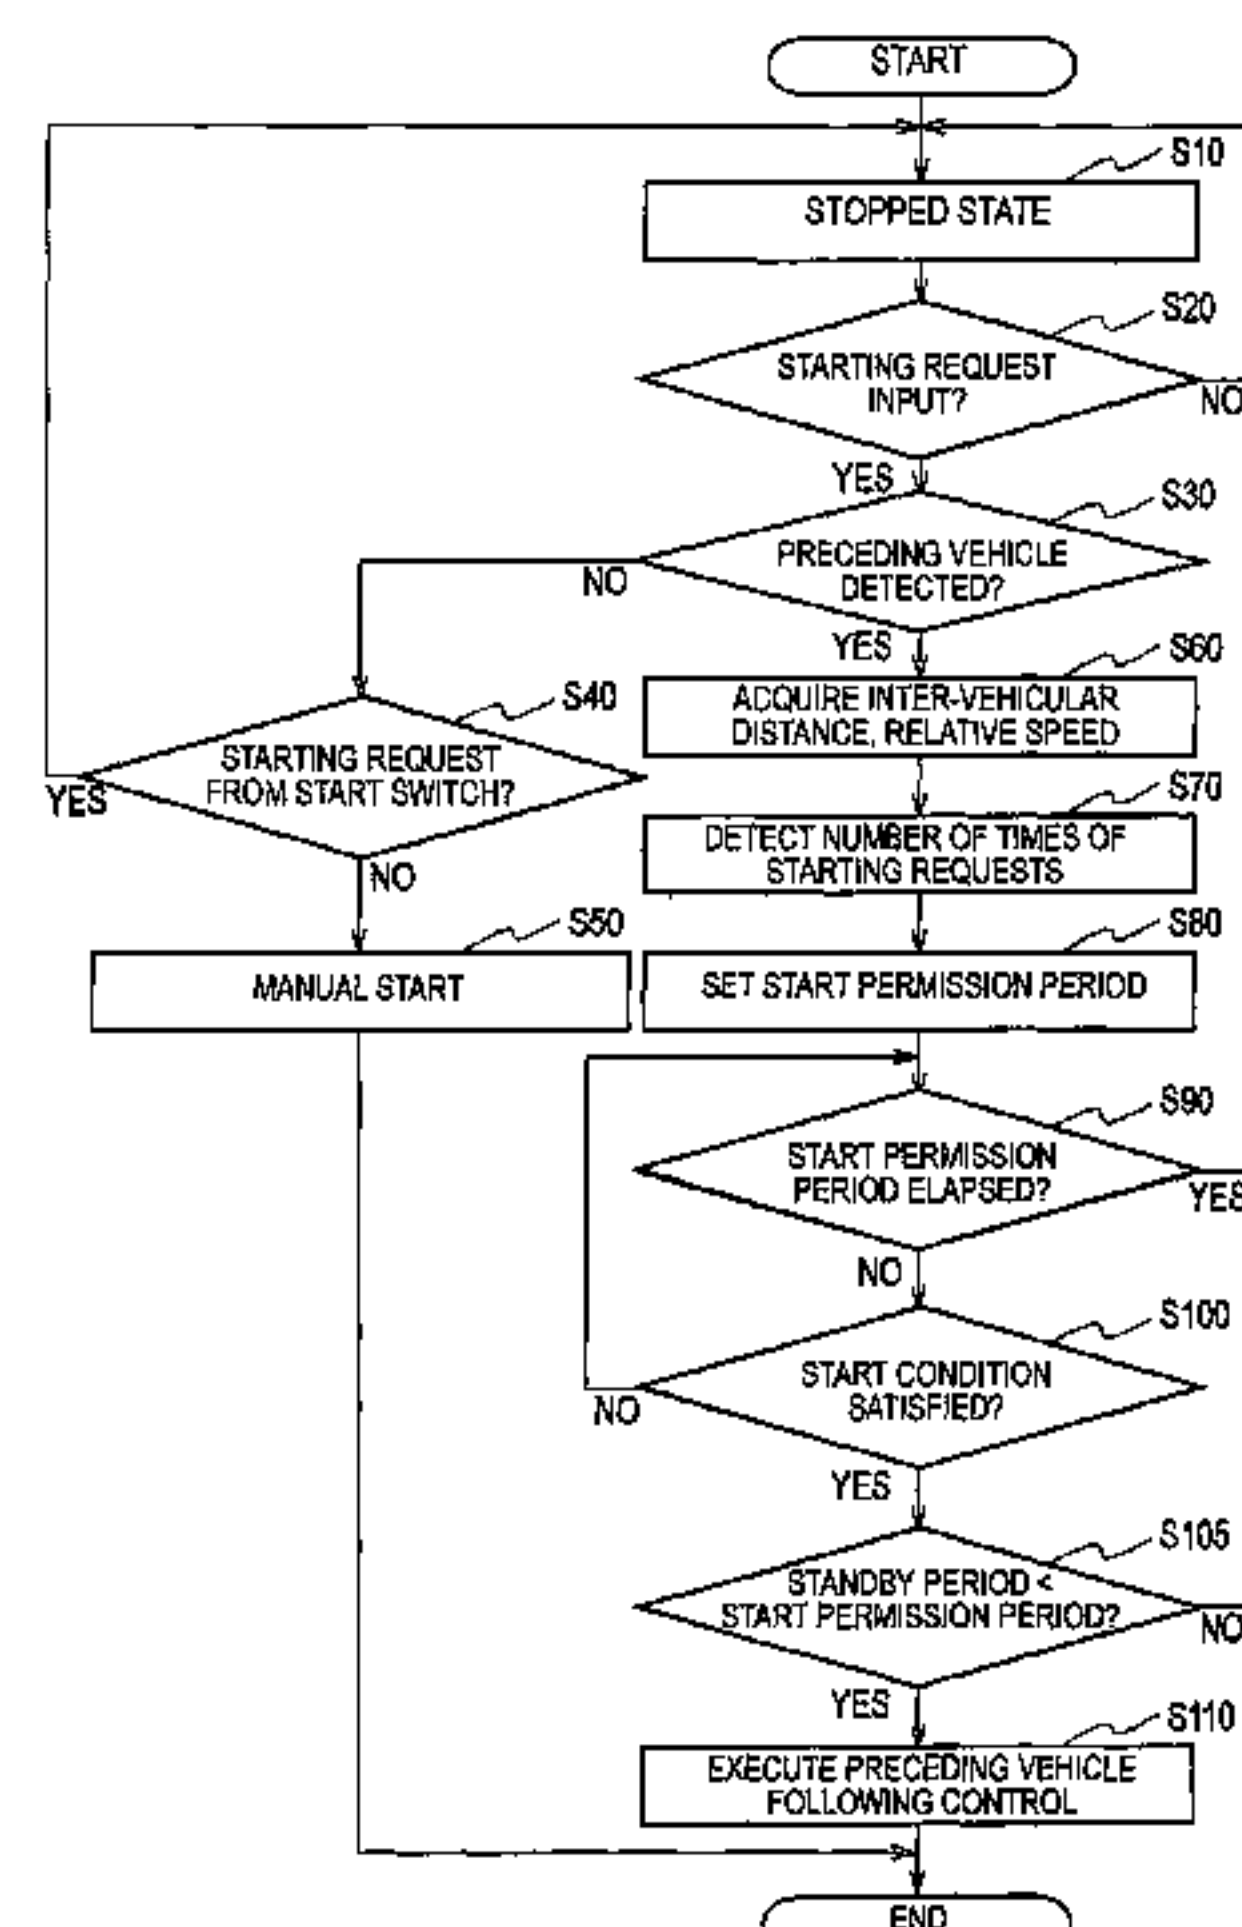 START
S10
STOPPED STATE
S20
STARTING REQUEST
INPUT?
NO
YES
S30
PRECEDING VEHICLE
DETECTED?
NO
YES
S60
ACQUIRE INTER-VEHICULAR
DISTANCE, RELATIVE SPEED
S40
STARTING REQUEST
FROM START SWITCH?
YES
NO
S70
DETECT NUMBER OF TIMES OF
STARTING REQUESTS
S50
MANUAL START
S80
SET START PERMISSION PERIOD
S90
START PERMISSION
PERIOD ELAPSED?
YES
NO
S100
START CONDITION
SATISFIED?
NO
YES
S105
STANDBY PERIOD <
START PERMISSION PERIOD?
NO
YES
S110
EXECUTE PRECEDING VEHICLE
FOLLOWING CONTROL
END